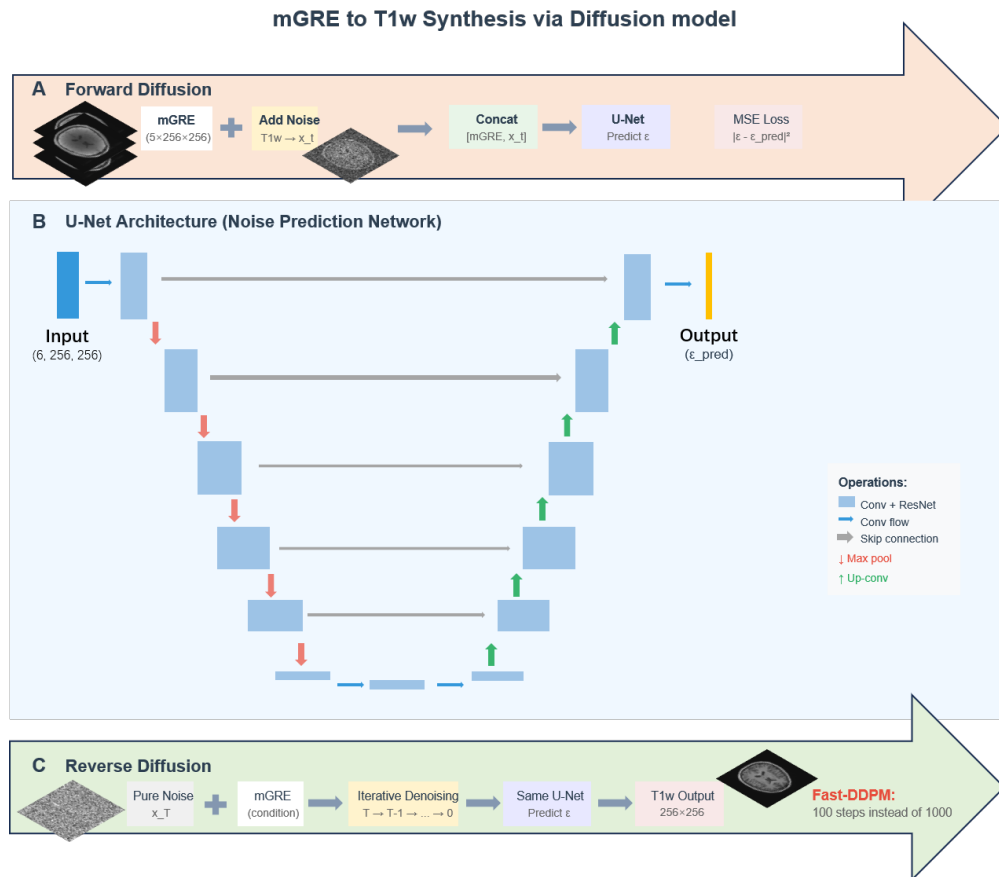 mGRE to T1w Synthesis via Diffusion model
A Forward Diffusion
mGRE
(5×256×256)
Add Noise
T1w → x_t
Concat
[mGRE, x_t]
U-Net
Predict ε
MSE Loss
|ε - ε_pred|²
B U-Net Architecture (Noise Prediction Network)
Input
(6, 256, 256)
Output
(ε_pred)
Operations:
Conv + ResNet
Conv flow
Skip connection
↓ Max pool
↑ Up-conv
C Reverse Diffusion
Pure Noise
x_T
mGRE
(condition)
Iterative Denoising
T → T-1 → ... → 0
Same U-Net
Predict ε
T1w Output
256×256
Fast-DDPM:
100 steps instead of 1000